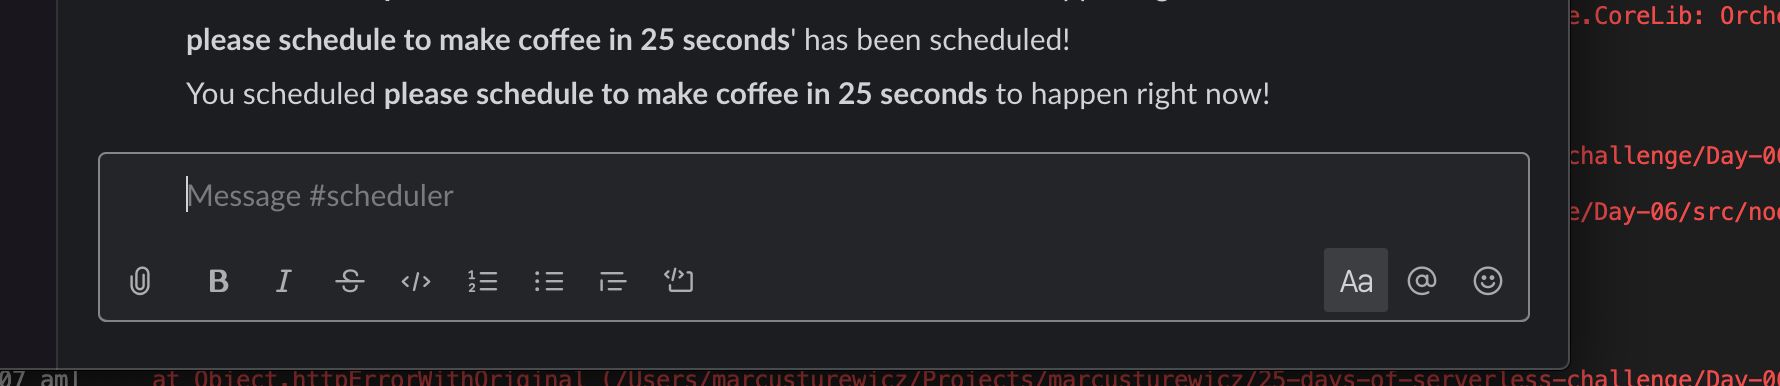 e.CoreLib: Orch
please schedule to make coffee in 25 seconds' has been scheduled!
You scheduled please schedule to make coffee in 25 seconds to happen right now!
challenge/Day-0
Message #scheduler
e/Day-06/src/no
B I S </> Aa @
07 am] at Object.httpErrorWithOriginal (/Users/marcusturewicz/Projects/marcusturewicz/25-days-of-serverless-challenge/Day-0